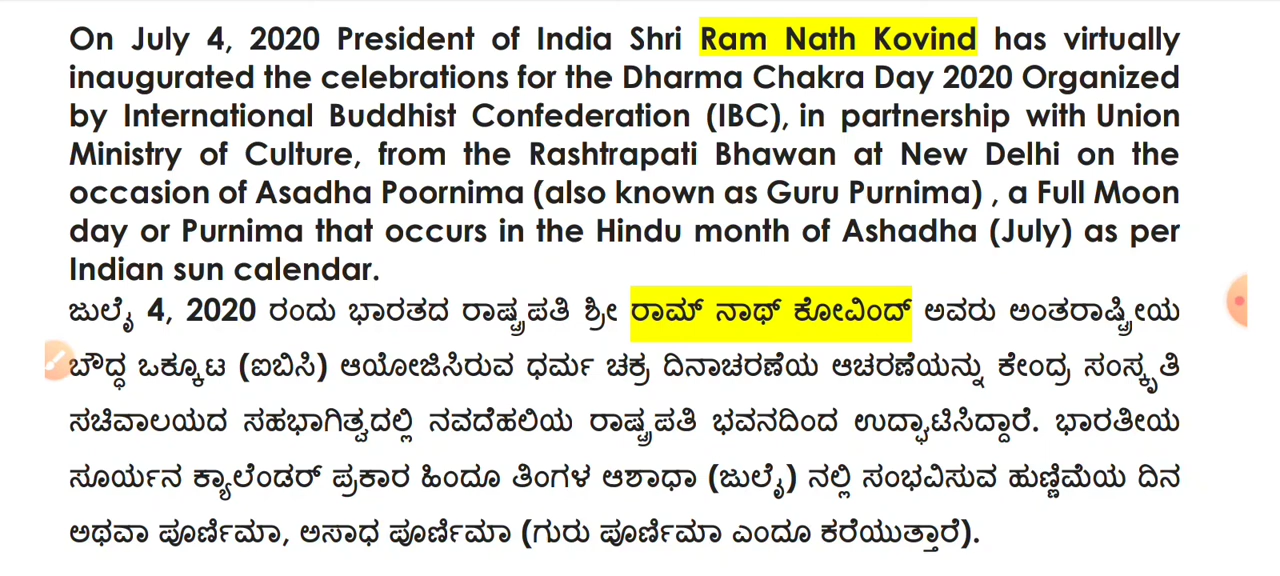 On July 4, 2020 President of India Shri Ram Nath Kovind has virtually
inaugurated the celebrations for the Dharma Chakra Day 2020 Organized
by International Buddhist Confederation (IBC), in partnership with Union
Ministry of Culture, from the Rashtrapati Bhawan at New Delhi on the
occasion of Asadha Poornima (also known as Guru Purnima) , a Full Moon
day or Purnima that occurs in the Hindu month of Ashadha (July) as per
Indian sun calendar.
ಜುಲೈ 4, 2020 ರಂದು ಭಾರತದ ರಾಷ್ಟ್ರಪತಿ ಶ್ರೀ ರಾಮ್ ನಾಥ್ ಕೋವಿಂದ್ ಅವರು ಅಂತರಾಷ್ಟ್ರೀಯ
ಬೌದ್ಧ ಒಕ್ಕೂಟ (ಐಬಿಸಿ) ಆಯೋಜಿಸಿರುವ ಧರ್ಮ ಚಕ್ರ ದಿನಾಚರಣೆಯ ಆಚರಣೆಯನ್ನು ಕೇಂದ್ರ ಸಂಸ್ಕೃತಿ
ಸಚಿವಾಲಯದ ಸಹಭಾಗಿತ್ವದಲ್ಲಿ ನವದೆಹಲಿಯ ರಾಷ್ಟ್ರಪತಿ ಭವನದಿಂದ ಉದ್ಘಾಟಿಸಿದ್ದಾರೆ. ಭಾರತೀಯ
ಸೂರ್ಯನ ಕ್ಯಾಲೆಂಡರ್ ಪ್ರಕಾರ ಹಿಂದೂ ತಿಂಗಳ ಆಶಾಧಾ (ಜುಲೈ) ನಲ್ಲಿ ಸಂಭವಿಸುವ ಹುಣ್ಣಿಮೆಯ ದಿನ
ಅಥವಾ ಪೂರ್ಣಿಮಾ, ಅಸಾಧ ಪೂರ್ಣಿಮಾ (ಗುರು ಪೂರ್ಣಿಮಾ ಎಂದೂ ಕರೆಯುತ್ತಾರೆ).